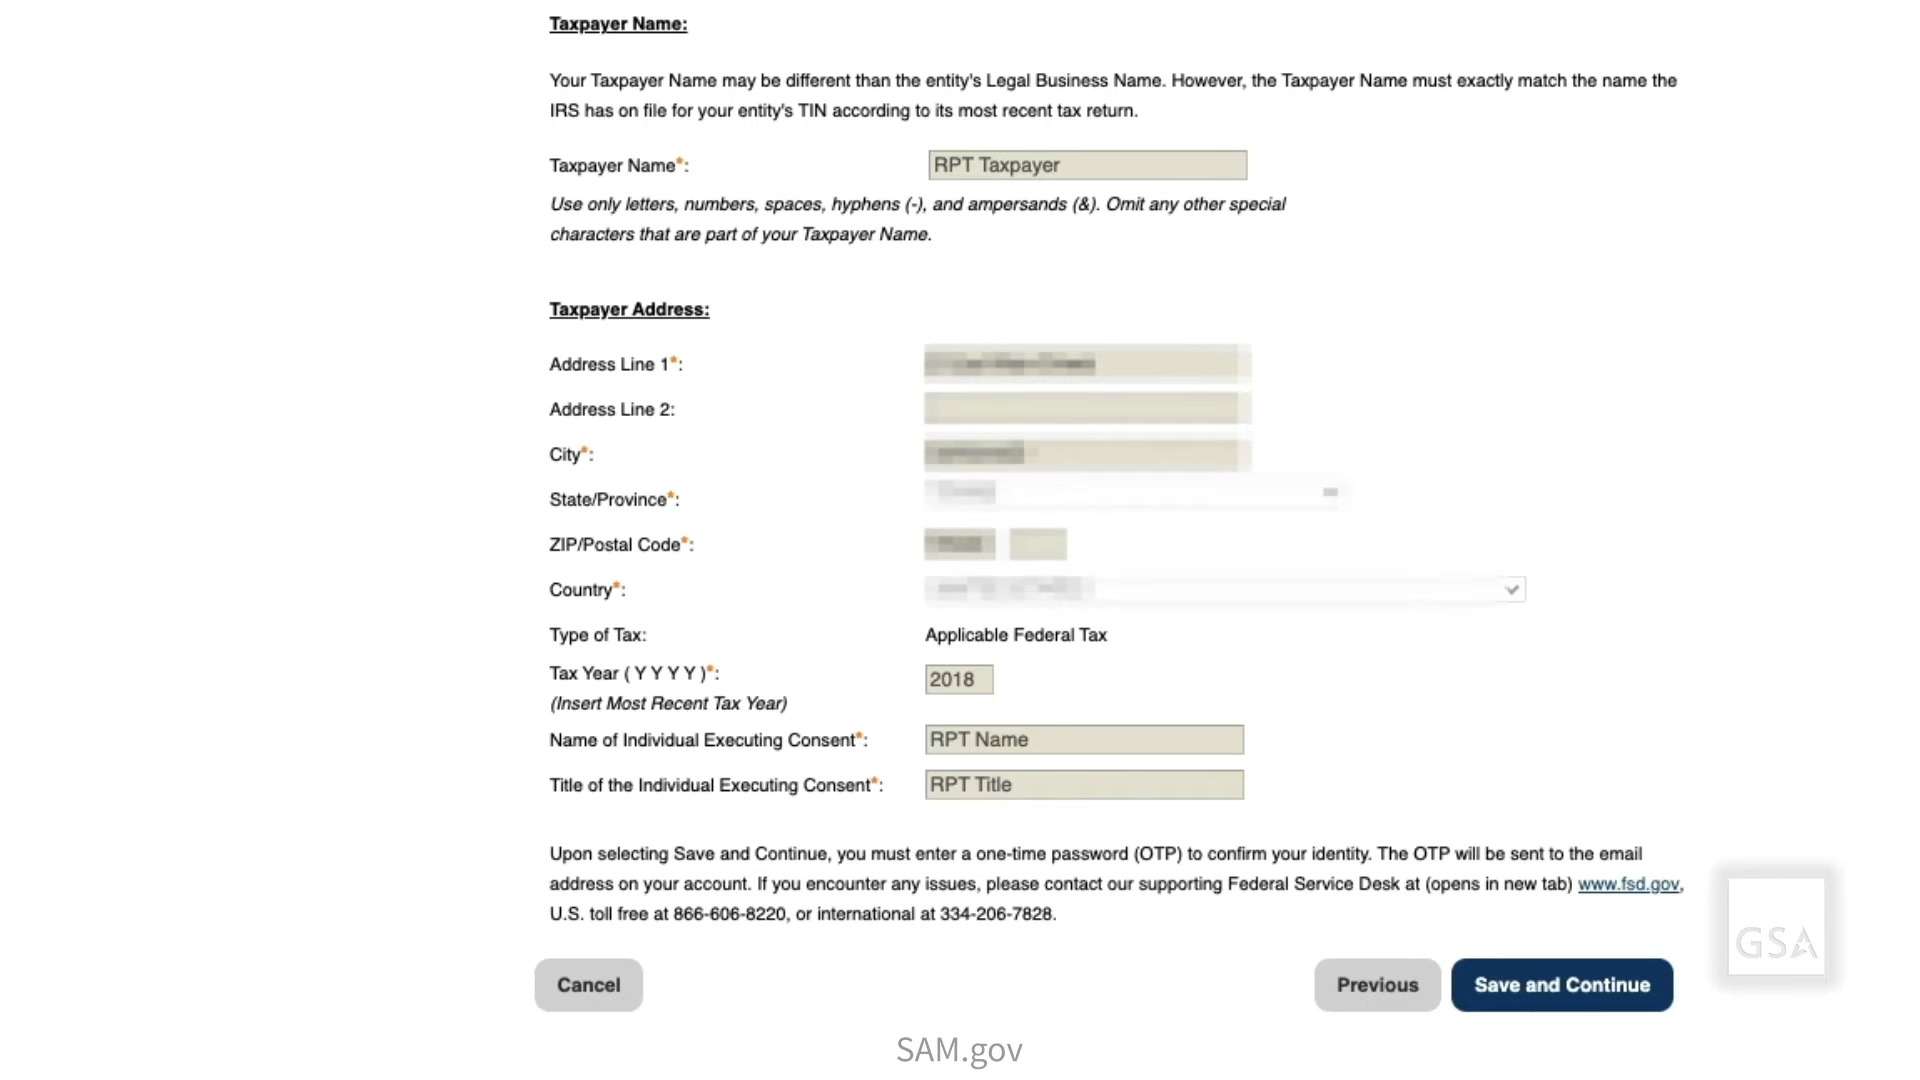 Taxpayer Name:
Your Taxpayer Name may be different than the entity's Legal Business Name. However, the Taxpayer Name must exactly match the name the
IRS has on file for your entity's TIN according to its most recent tax return.
Taxpayer Name*: RPT Taxpayer
Use only letters, numbers, spaces, hyphens (-), and ampersands (&). Omit any other special
characters that are part of your Taxpayer Name.
Taxpayer Address:
Address Line 1*:
Address Line 2:
City*:
State/Province*:
ZIP/Postal Code*:
Country*:
Type of Tax: Applicable Federal Tax
Tax Year ( Y Y Y Y )*: 2018
(Insert Most Recent Tax Year)
Name of Individual Executing Consent*: RPT Name
Title of the Individual Executing Consent*: RPT Title
Upon selecting Save and Continue, you must enter a one-time password (OTP) to confirm your identity. The OTP will be sent to the email
address on your account. If you encounter any issues, please contact our supporting Federal Service Desk at (opens in new tab) www.fsd.gov,
U.S. toll free at 866-606-8220, or international at 334-206-7828.
GSA
Cancel Previous Save and Continue
SAM.gov